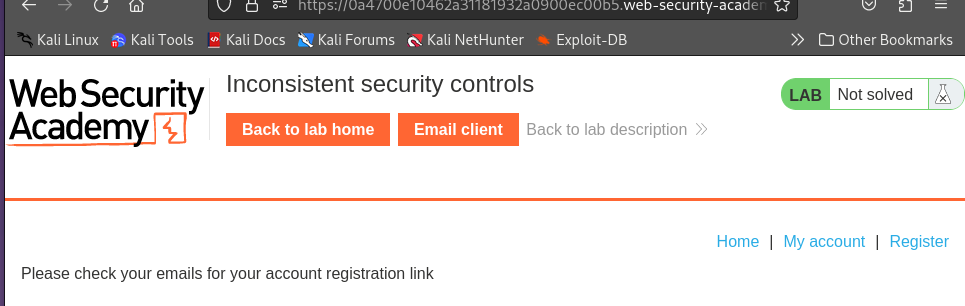 https://0a4700e10462a31181932a0900ec00b5.web-security-academ
Kali Linux Kali Tools Kali Docs Kali Forums Kali NetHunter Exploit-DB Other Bookmarks
Web Security Academy
Inconsistent security controls
LAB Not solved
Back to lab home Email client Back to lab description
Home | My account | Register
Please check your emails for your account registration link